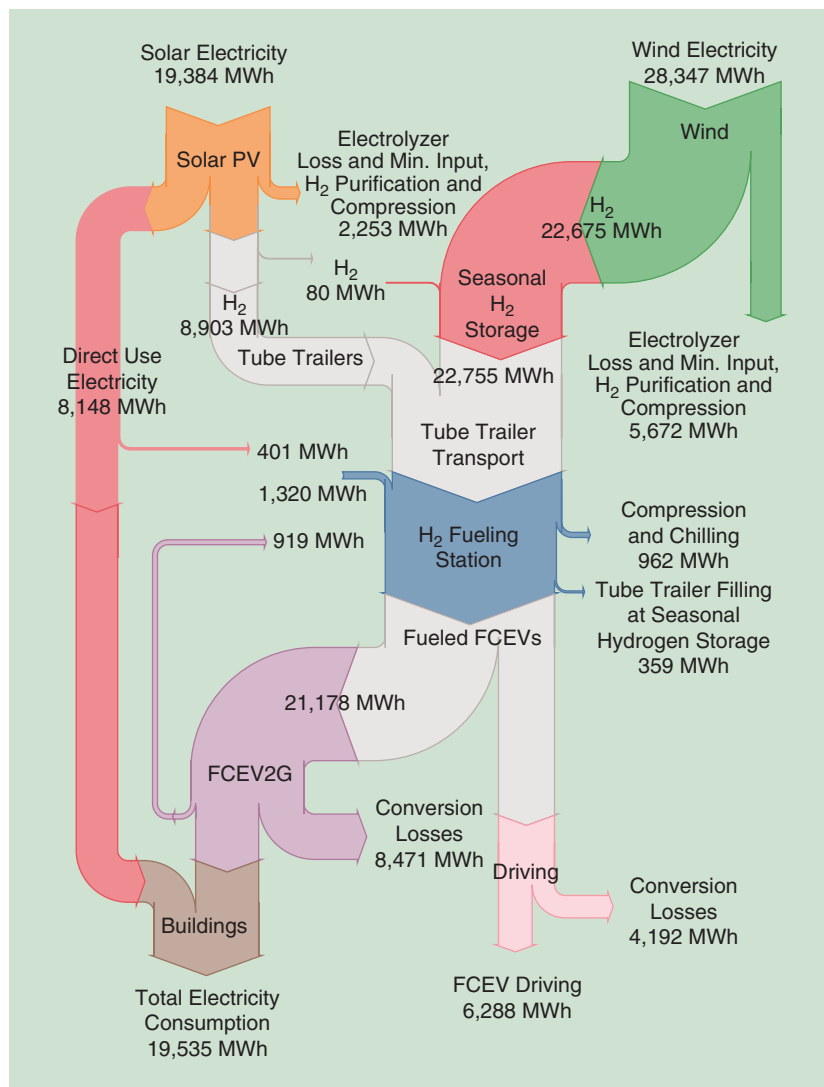 Solar Electricity
19,384 MWh
Wind Electricity
28,347 MWh
Solar PV
Electrolyzer
Loss and Min. Input,
H₂ Purification and
Compression
2,253 MWh
Wind
H₂
22,675 MWh
H₂
80 MWh
Seasonal
H₂
Storage
H₂
8,903 MWh
Tube Trailers
22,755 MWh
Electrolyzer
Loss and Min. Input,
H₂ Purification and
Compression
5,672 MWh
Direct Use
Electricity
8,148 MWh
Tube Trailer
Transport
401 MWh
1,320 MWh
919 MWh
H₂ Fueling
Station
Compression
and Chilling
962 MWh
Tube Trailer Filling
at Seasonal
Hydrogen Storage
359 MWh
Fueled FCEVs
21,178 MWh
FCEV2G
Conversion
Losses
8,471 MWh
Driving
Conversion
Losses
4,192 MWh
Buildings
Total Electricity
Consumption
19,535 MWh
FCEV Driving
6,288 MWh